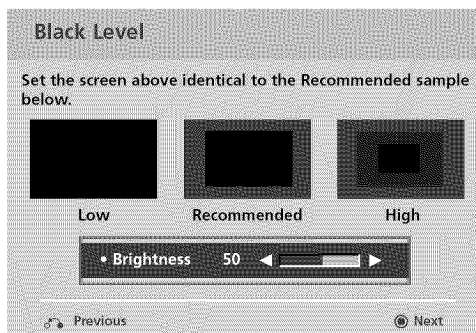 Black Level
Set the screen above identical to the Recommended sample
below.
Low Recommended High
• Brightness 50 ◄ ►
Previous Next